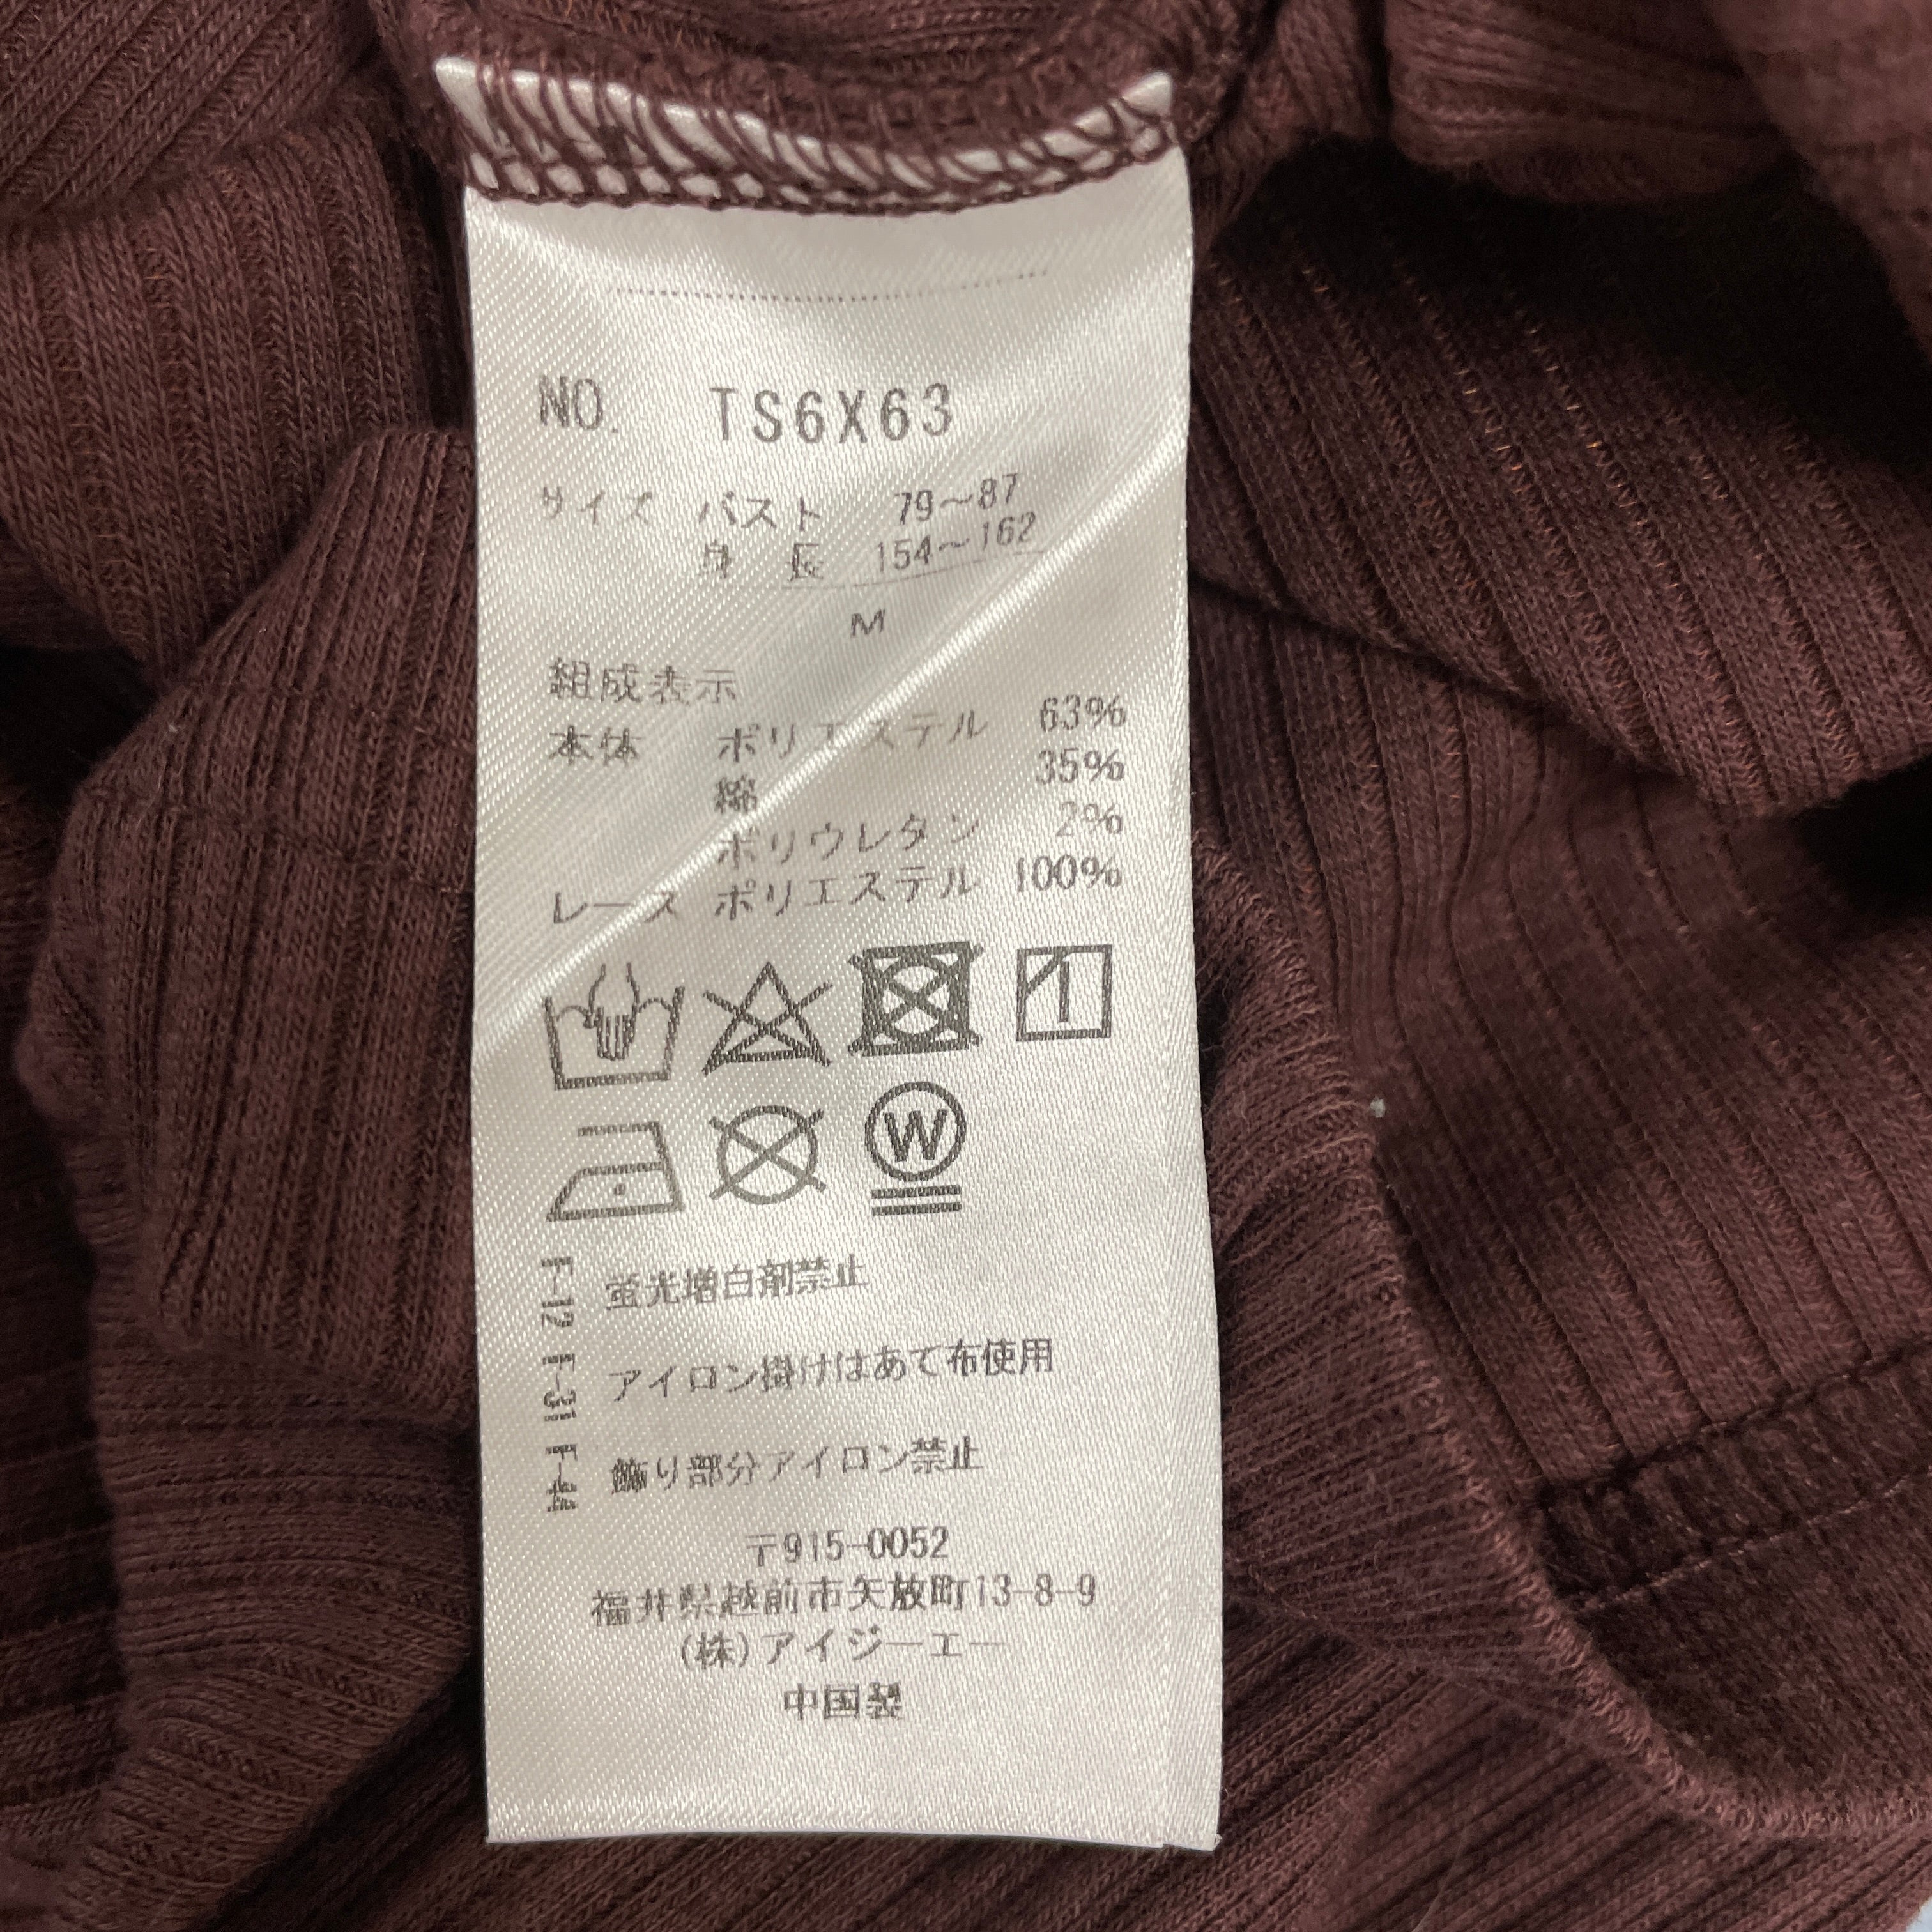 NO. TS6X63
サイズ バスト 79~87
身 長 154~162
M
組成表示
本体 ポリエステル 63%
綿 35%
ポリウレタン 2%
レース ポリエステル 100%
W
F-12 蛍光増白剤禁止
F-31 アイロン掛けはあて布使用
F-44 飾り部分アイロン禁止
〒915-0052
福井県越前市矢放町13-8-9
(株)アイジーエー
中国製